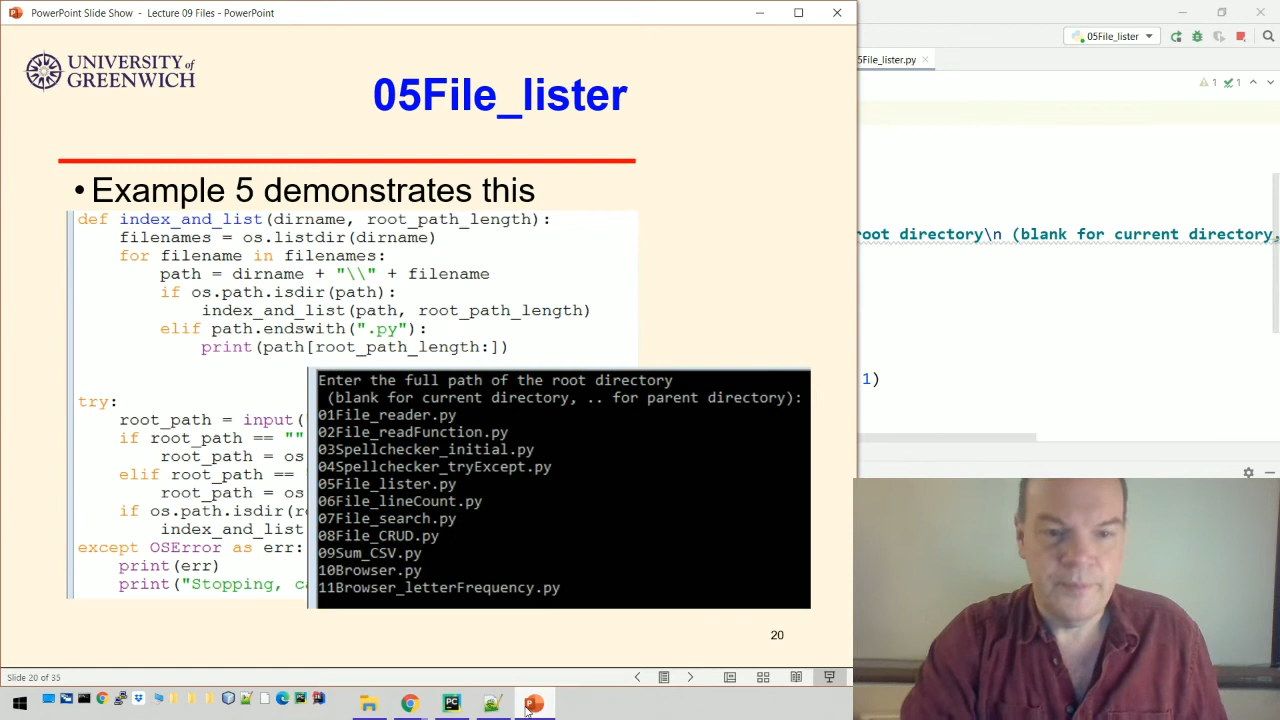 PowerPoint Slide Show - Lecture 09 Files - PowerPoint
UNIVERSITY of
GREENWICH
05File_lister
• Example 5 demonstrates this
def index_and_list(dirname, root_path_length):
filenames = os.listdir(dirname)
for filename in filenames:
path = dirname + "\\" + filename
if os.path.isdir(path):
index_and_list(path, root_path_length)
elif path.endswith(".py"):
print(path[root_path_length:])
try:
root_path = input(
if root_path == ""
root_path = os
elif root_path ==
root_path = os
if os.path.isdir(r
index_and_list
except OSError as err:
print(err)
print("Stopping, ca
Enter the full path of the root directory
(blank for current directory, .. for parent directory):
01File_reader.py
02File_readFunction.py
03Spellchecker_initial.py
04Spellchecker_tryExcept.py
05File_lister.py
06File_lineCount.py
07File_search.py
08File_CRUD.py
09Sum_CSV.py
10Browser.py
11Browser_letterFrequency.py
20
Slide 20 of 35
05File_lister
5File_lister.py
1 1
root directory\n (blank for current directory,
1)